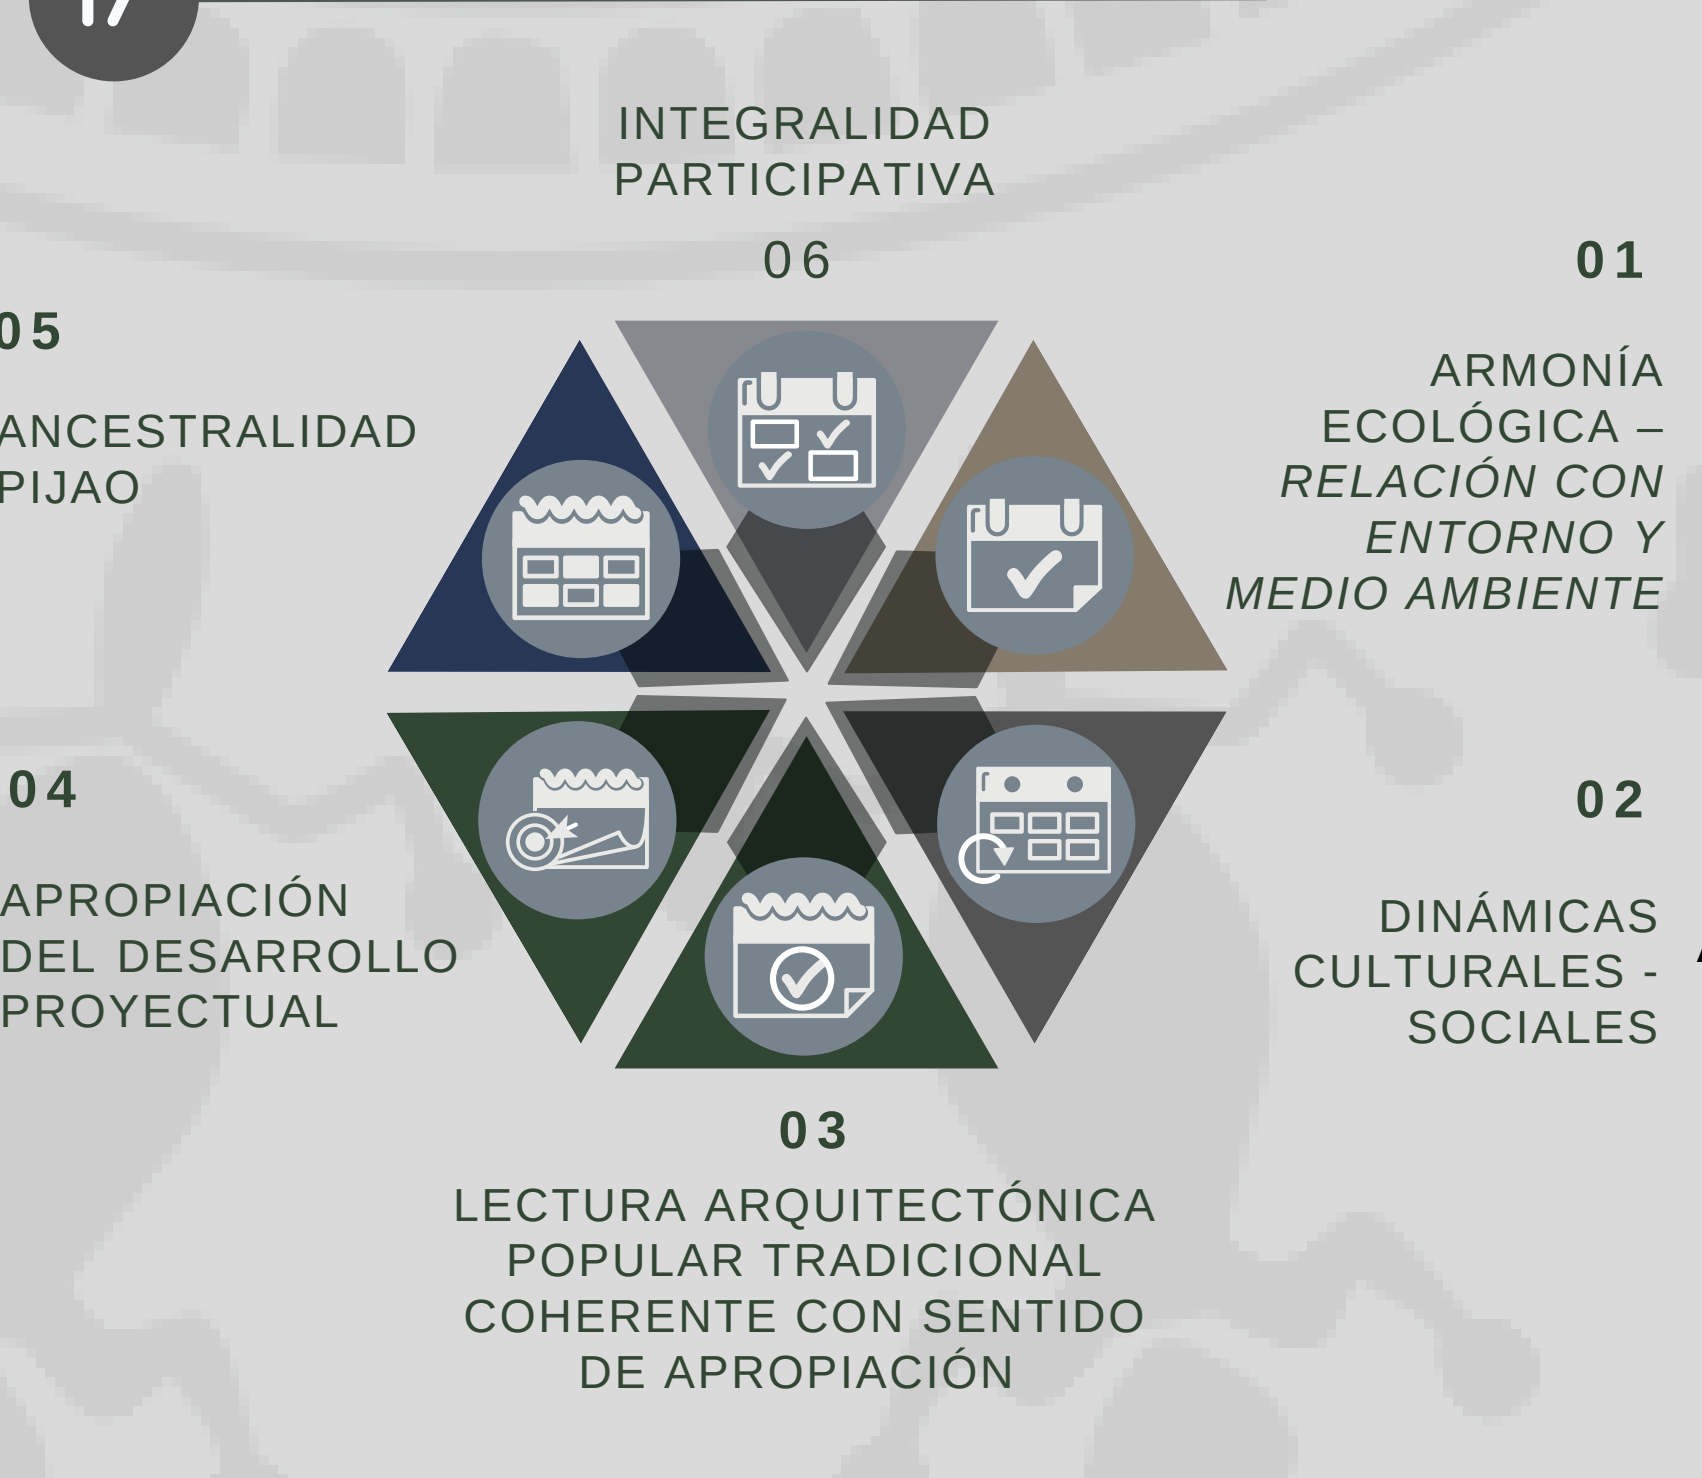 INTEGRALIDAD
PARTICIPATIVA
06
01
ARMONÍA
ECOLÓGICA –
RELACIÓN CON
ENTORNO Y
MEDIO AMBIENTE
05
ANCESTRALIDAD
PIJAO
04
APROPIACIÓN
DEL DESARROLLO
PROYECTUAL
02
DINÁMICAS
CULTURALES -
SOCIALES
03
LECTURA ARQUITECTÓNICA
POPULAR TRADICIONAL
COHERENTE CON SENTIDO
DE APROPIACIÓN